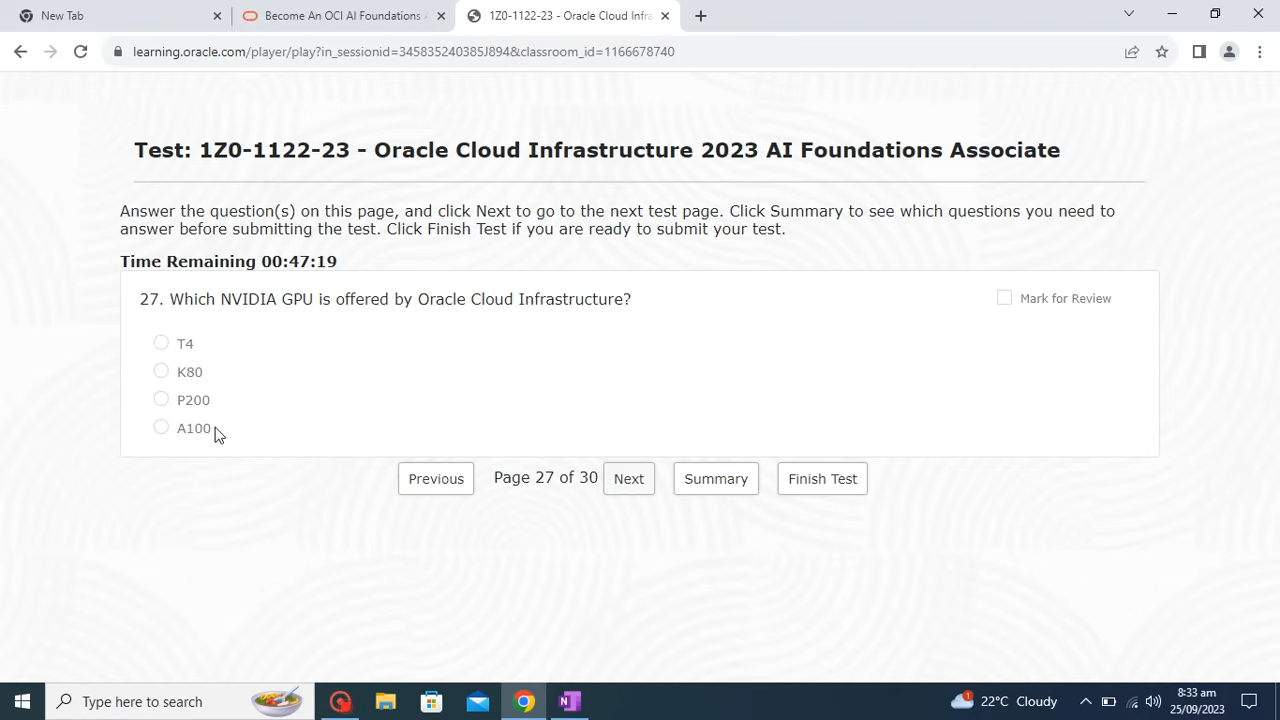 New Tab
Become An OCI AI Foundations A
1Z0-1122-23 - Oracle Cloud Infra
learning.oracle.com/player/play?in_sessionid=345835240385J894&classroom_id=1166678740
Test: 1Z0-1122-23 - Oracle Cloud Infrastructure 2023 AI Foundations Associate
Answer the question(s) on this page, and click Next to go to the next test page. Click Summary to see which questions you need to
answer before submitting the test. Click Finish Test if you are ready to submit your test.
Time Remaining 00:47:19
27. Which NVIDIA GPU is offered by Oracle Cloud Infrastructure?
Mark for Review
T4
K80
P200
A100
Previous Page 27 of 30 Next Summary Finish Test
Type here to search
1
22°C Cloudy
8:33 am
25/09/2023